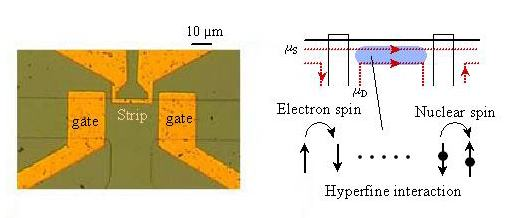 10 μm
gate
Strip
gate
μS
μD
Electron spin
Nuclear spin
Hyperfine interaction